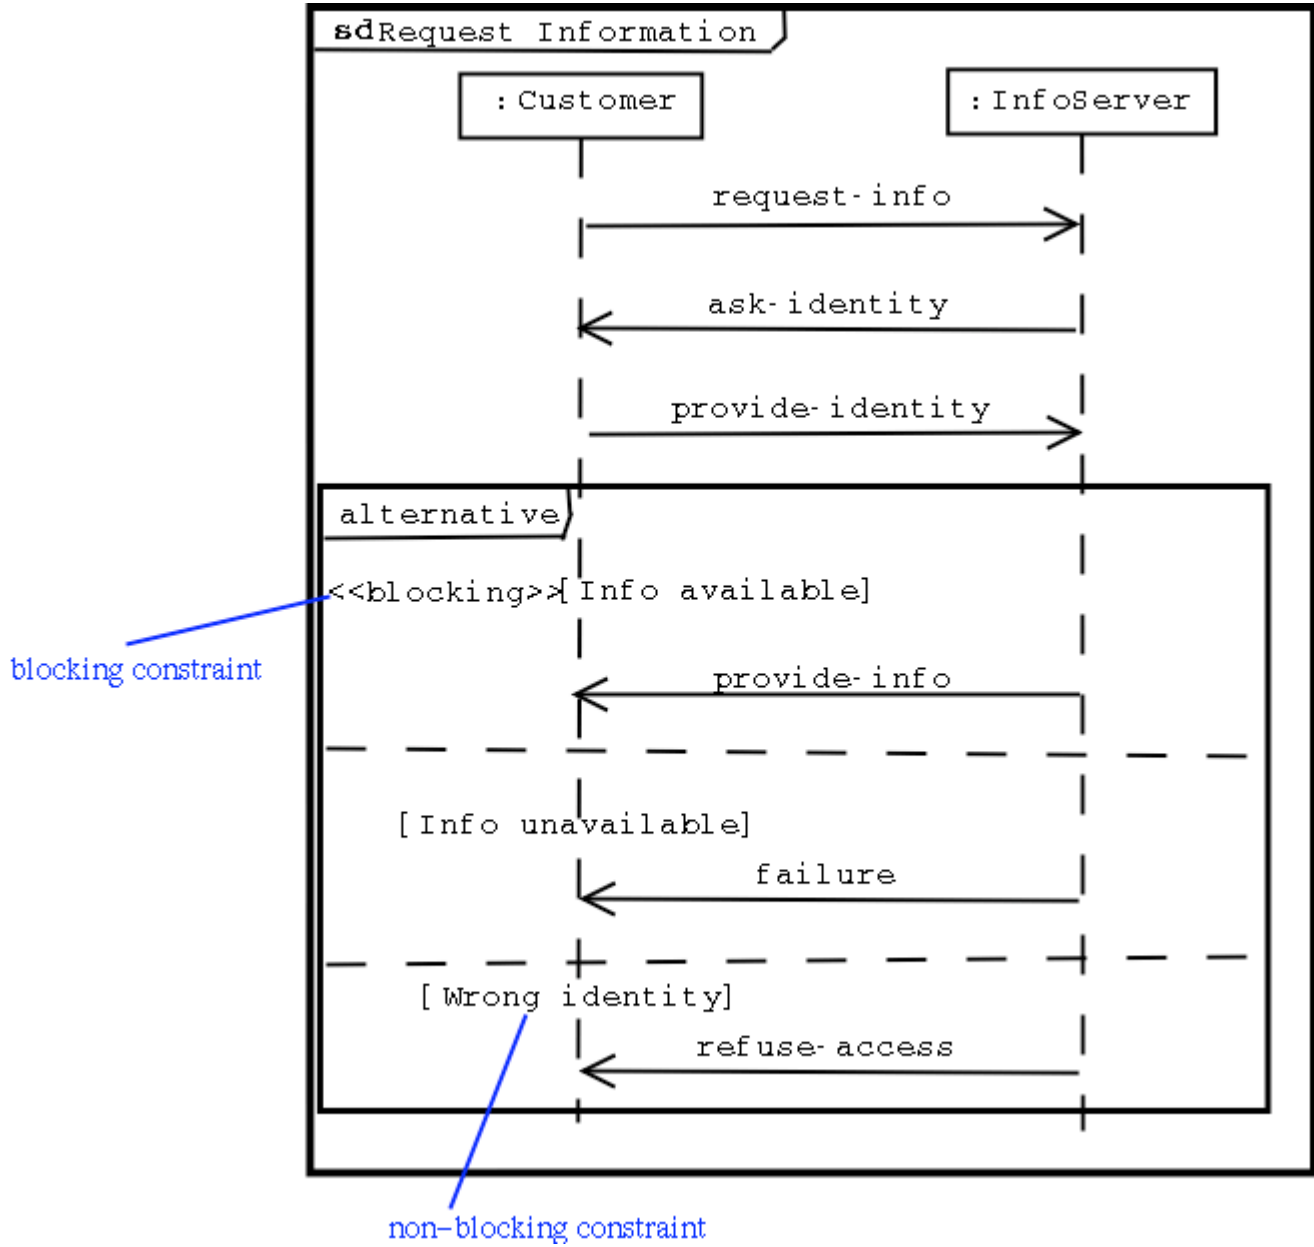 sdRequest Information
:Customer
:InfoServer
request-info
ask-identity
provide-identity
alternative
<<blocking>>[Info available]
blocking constraint
provide-info
[Info unavailable]
failure
[Wrong identity]
refuse-access
non-blocking constraint